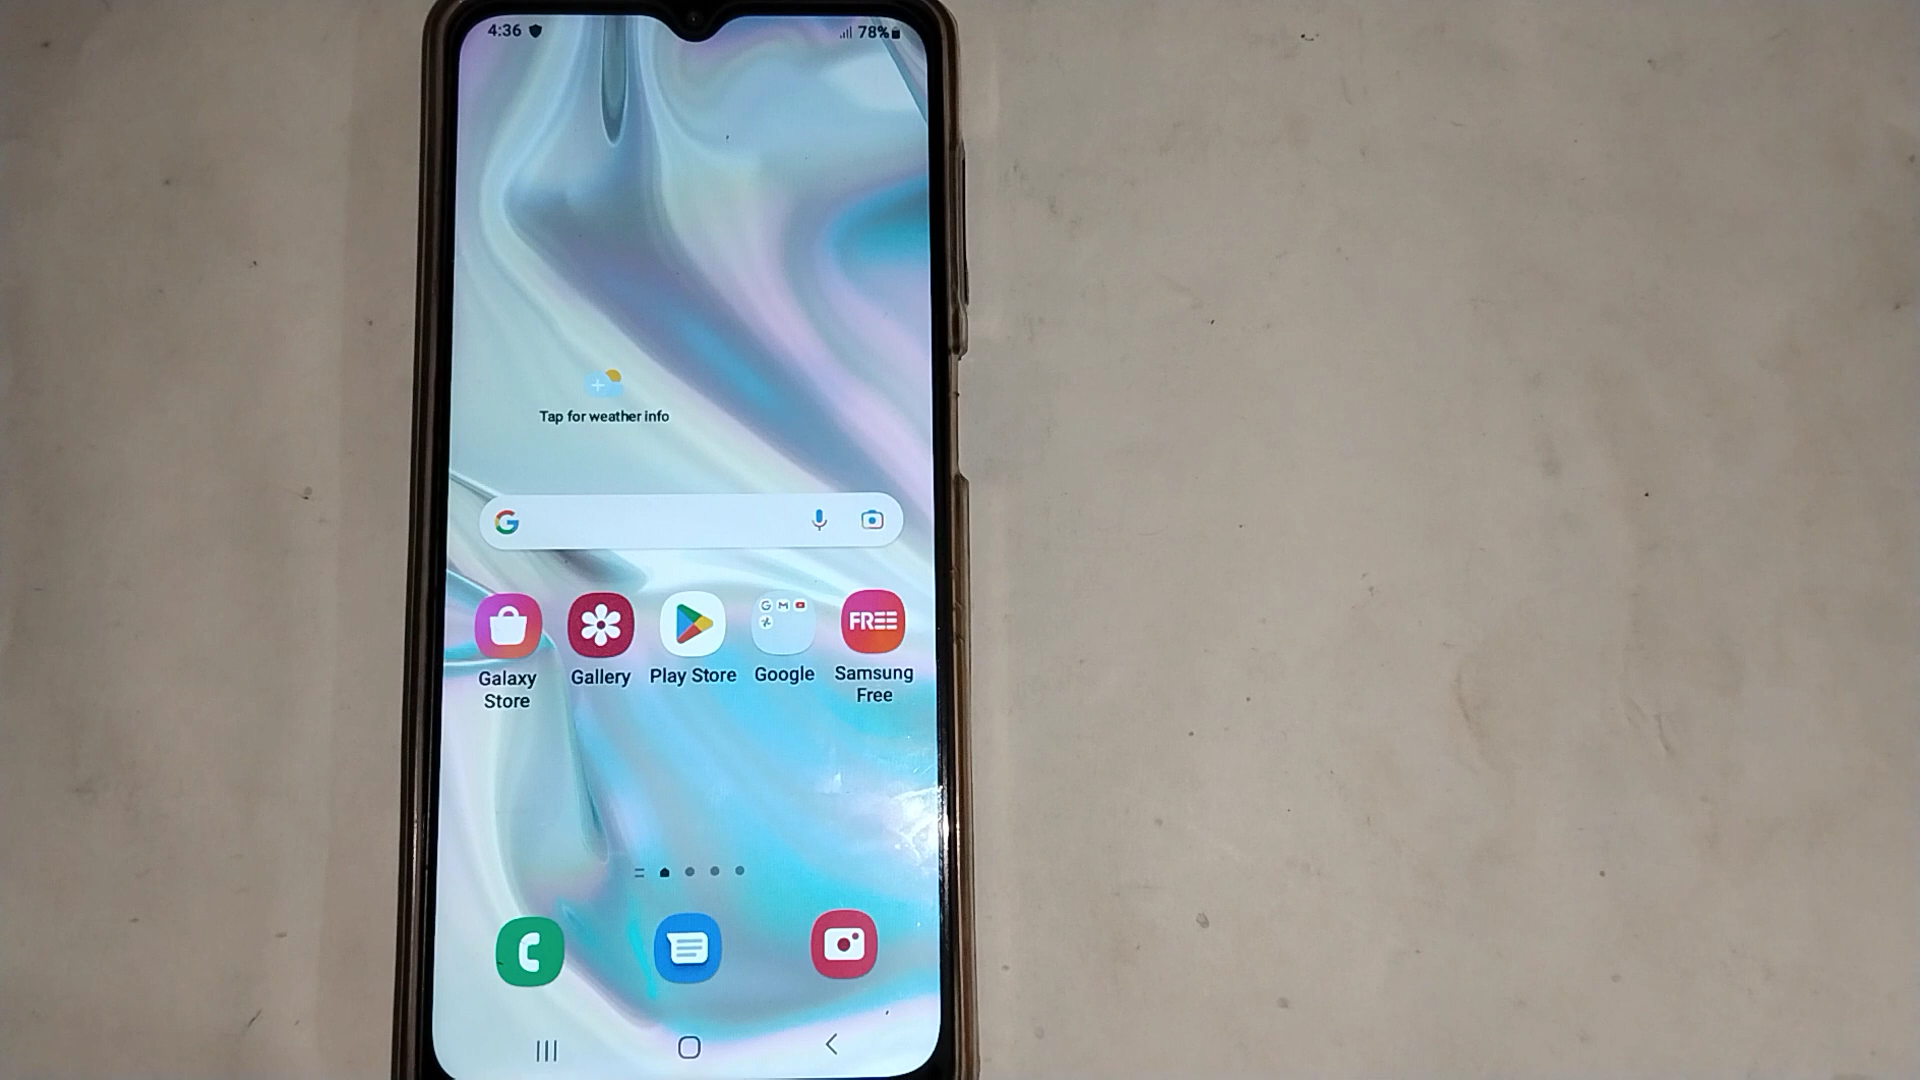 4:36 78%
Tap for weather info
G
FREE
Galaxy Store
Gallery
Play Store
Google
Samsung Free